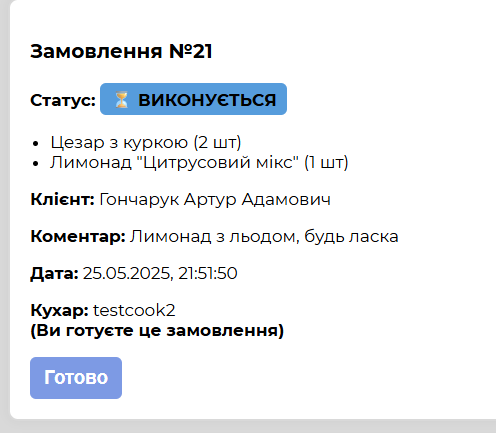 Замовлення №21
Статус: ⏳ ВИКОНУЄТЬСЯ
• Цезар з куркою (2 шт)
• Лимонад "Цитрусовий мікс" (1 шт)
Клієнт: Гончарук Артур Адамович
Коментар: Лимонад з льодом, будь ласка
Дата: 25.05.2025, 21:51:50
Кухар: testcook2
(Ви готуєте це замовлення)
Готово